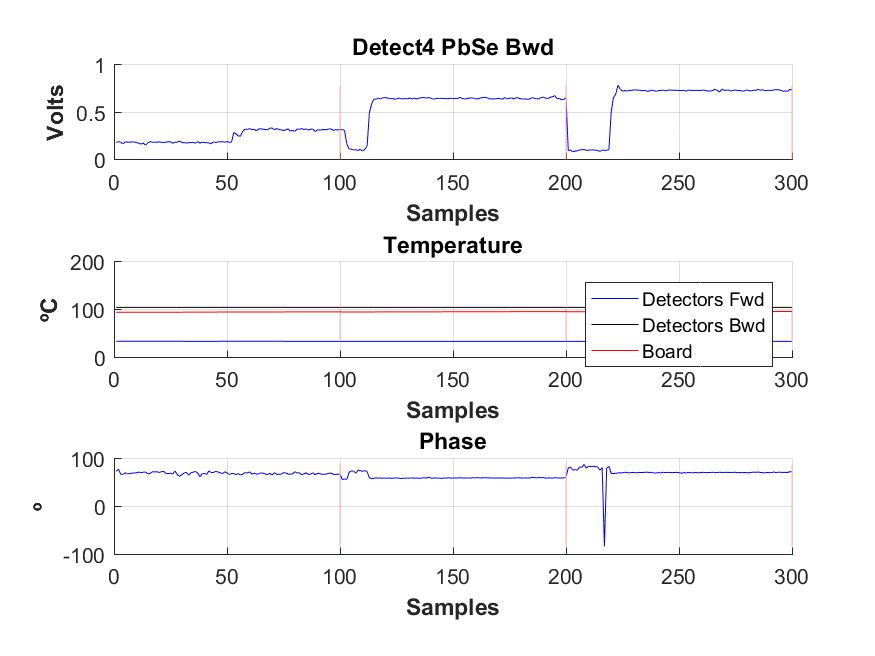 Detect4 PbSe Bwd
1
0.5
0
Volts
0 50 100 150 200 250 300
Samples
Temperature
200
100
0
ºC
Detectors Fwd
Detectors Bwd
Board
0 50 100 150 200 250 300
Samples
Phase
100
0
-100
º
0 50 100 150 200 250 300
Samples